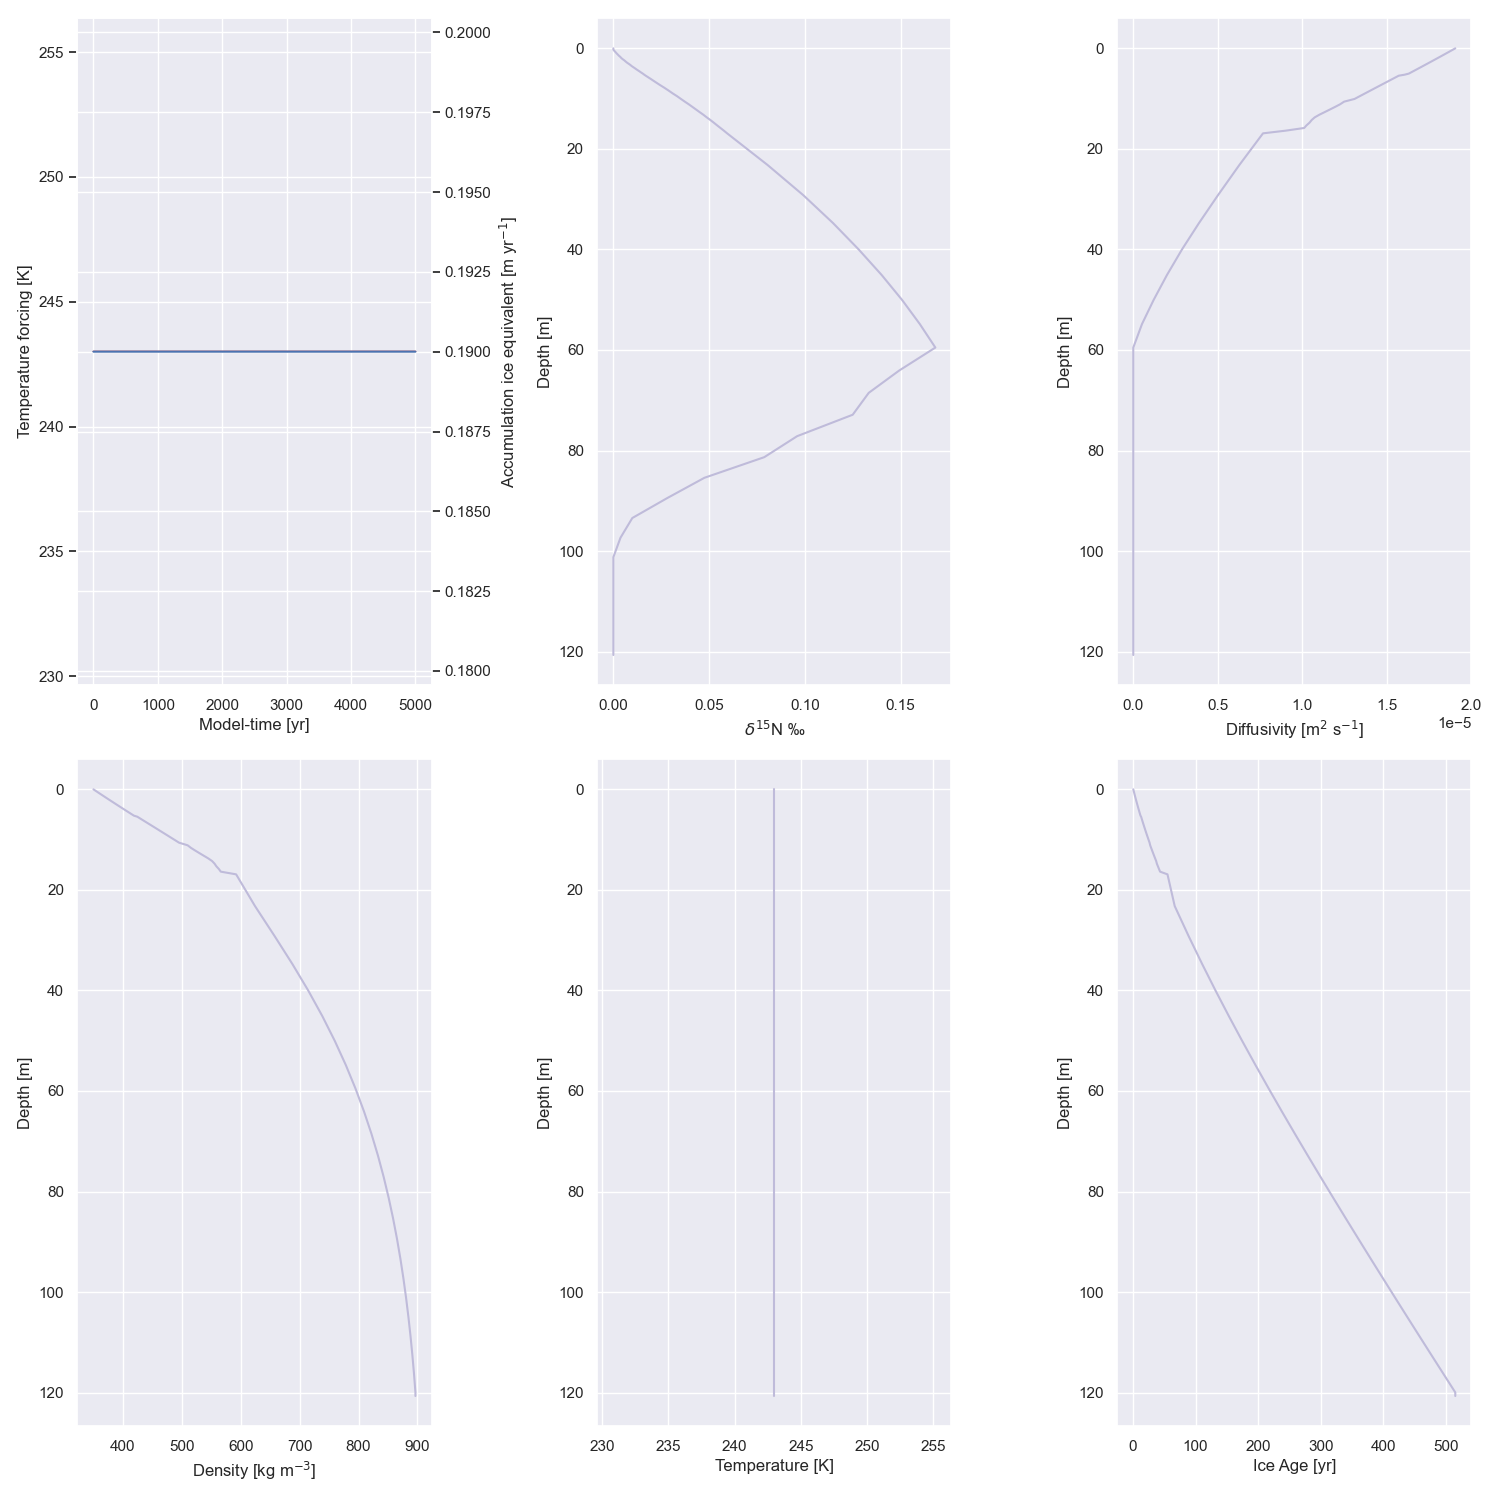 Temperature forcing [K]
255
250
245
240
235
230
0 1000 2000 3000 4000 5000
Model-time [yr]
0.2000
0.1975
0.1950
0.1925
0.1900
0.1875
0.1850
0.1825
0.1800
Accumulation ice equivalent [m yr⁻¹]
Depth [m]
0
20
40
60
80
100
120
0.00 0.05 0.10 0.15
δ¹⁵N ‰
Depth [m]
0
20
40
60
80
100
120
0.0 0.5 1.0 1.5 2.0
1e−5
Diffusivity [m² s⁻¹]
Depth [m]
0
20
40
60
80
100
120
400 500 600 700 800 900
Density [kg m⁻³]
Depth [m]
0
20
40
60
80
100
120
230 235 240 245 250 255
Temperature [K]
Depth [m]
0
20
40
60
80
100
120
0 100 200 300 400 500
Ice Age [yr]